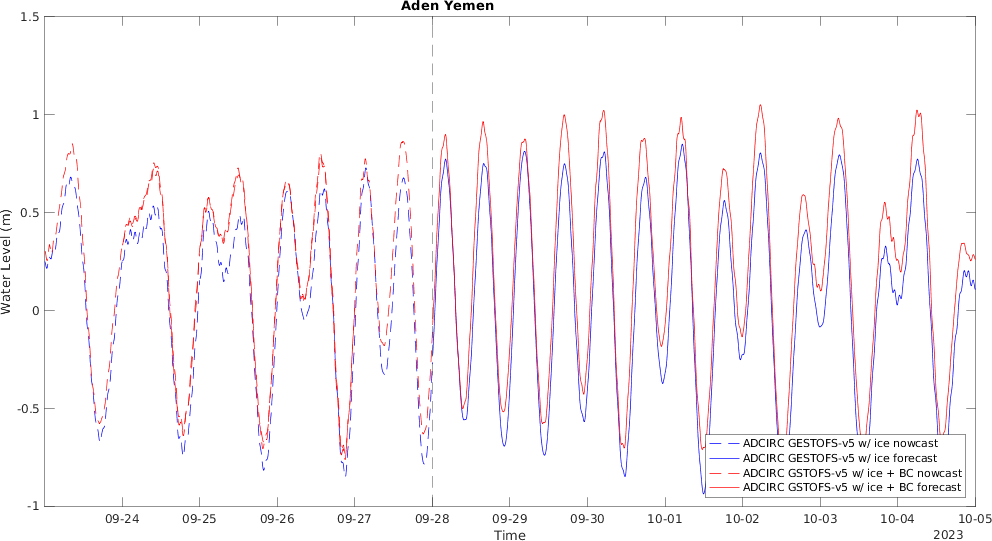 Aden Yemen
1.5
1
0.5
0
-0.5
-1
Water Level (m)
ADCIRC GESTOFS-v5 w/ ice nowcast
ADCIRC GESTOFS-v5 w/ ice forecast
ADCIRC GSTOFS-v5 w/ ice + BC nowcast
ADCIRC GSTOFS-v5 w/ ice + BC forecast
09-24 09-25 09-26 09-27 09-28 09-29 09-30 10-01 10-02 10-03 10-04 10-05
Time
2023